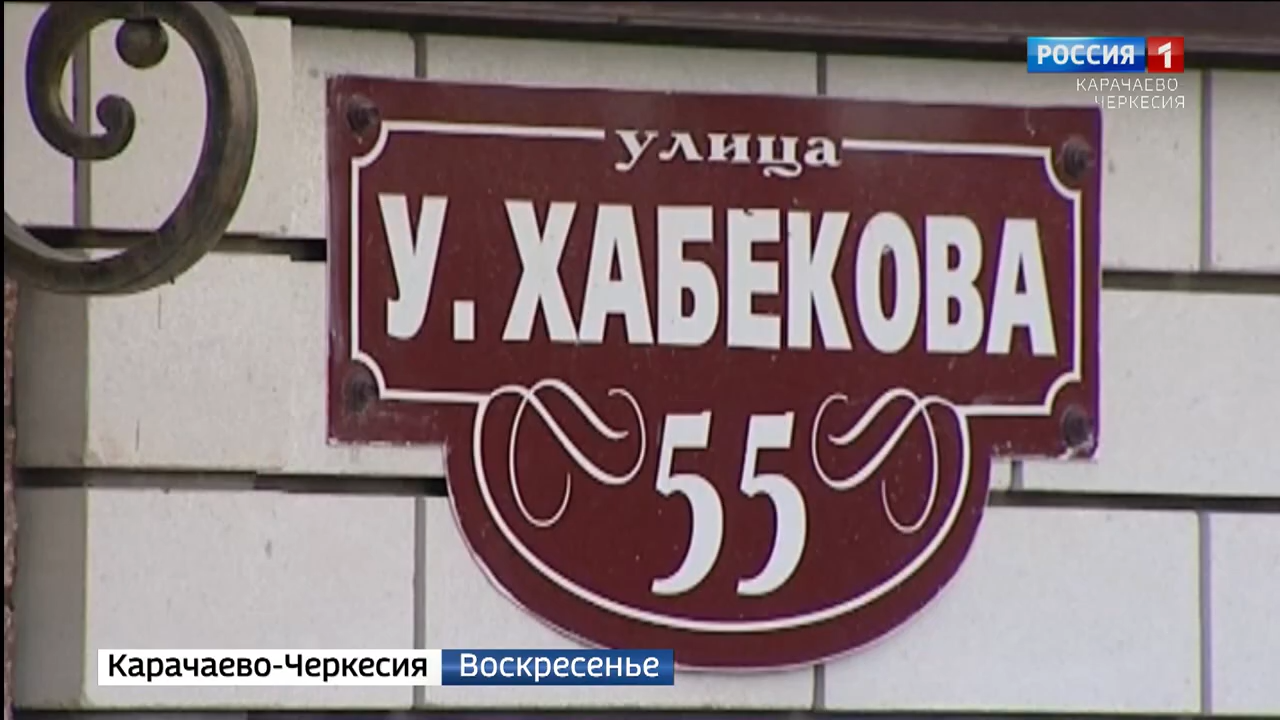 РОССИЯ 1
КАРАЧАЕВО
ЧЕРКЕСИЯ
улица
У. ХАБЕКОВА
55
Карачаево-Черкесия Воскресенье